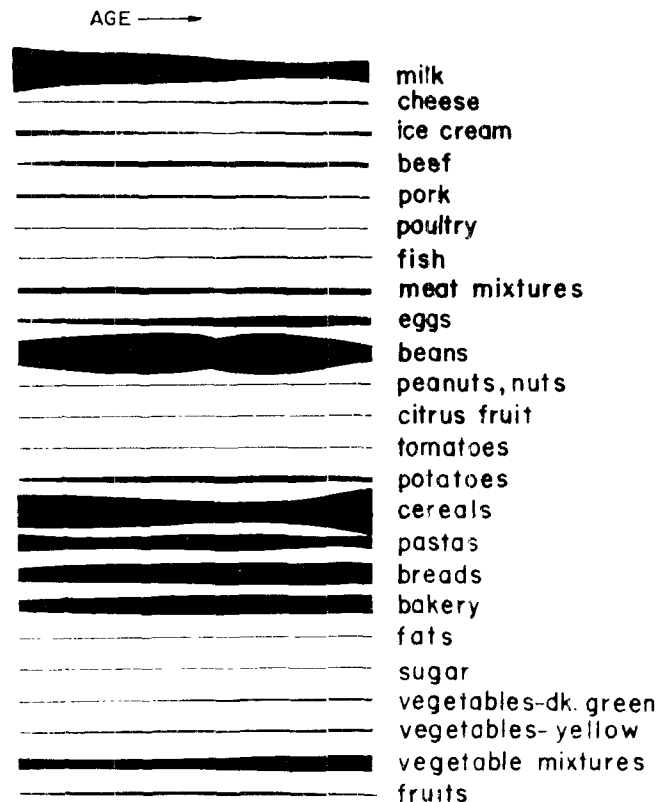 AGE
milk
cheese
ice cream
beef
pork
poultry
fish
meat mixtures
eggs
beans
peanuts, nuts
citrus fruit
tomatoes
potatoes
cereals
pastas
breads
bakery
fats
sugar
vegetables-dk. green
vegetables-yellow
vegetable mixtures
fruits